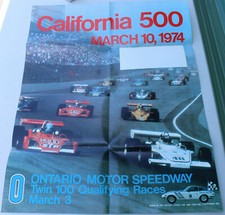 California 500
MARCH 10, 1974
ONTARIO MOTOR SPEEDWAY
Twin 100 Qualifying Races
March 3